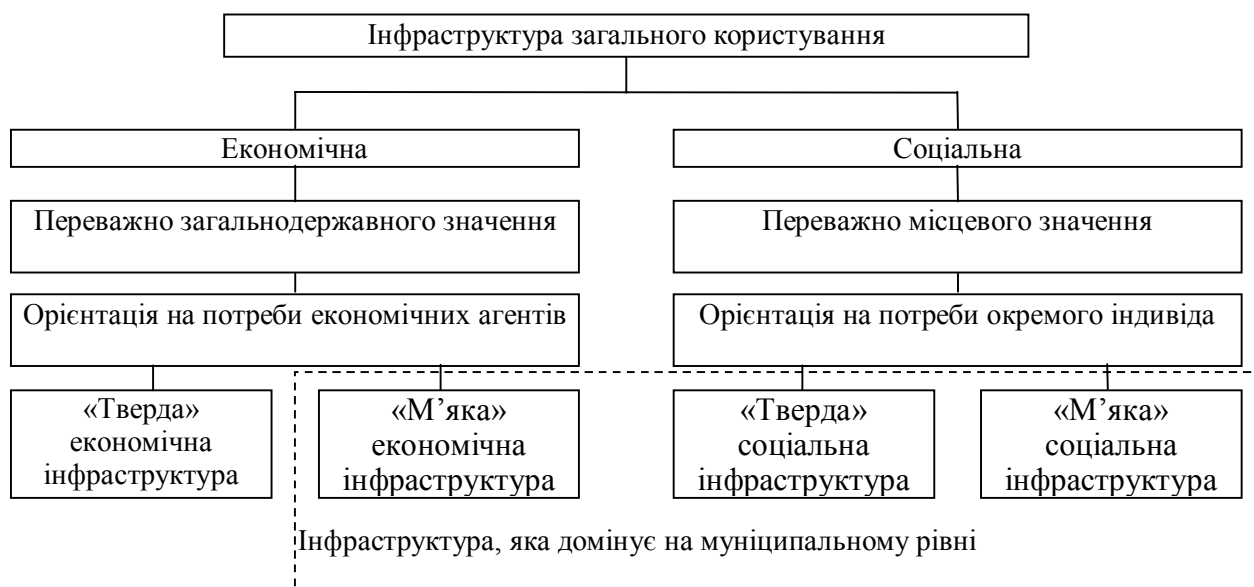 Інфраструктура загального користування
Економічна
Соціальна
Переважно загальнодержавного значення
Переважно місцевого значення
Орієнтація на потреби економічних агентів
Орієнтація на потреби окремого індивіда
«Тверда»
економічна
інфраструктура
«М’яка»
економічна
інфраструктура
«Тверда»
соціальна
інфраструктура
«М’яка»
соціальна
інфраструктура
Інфраструктура, яка домінує на муніципальному рівні